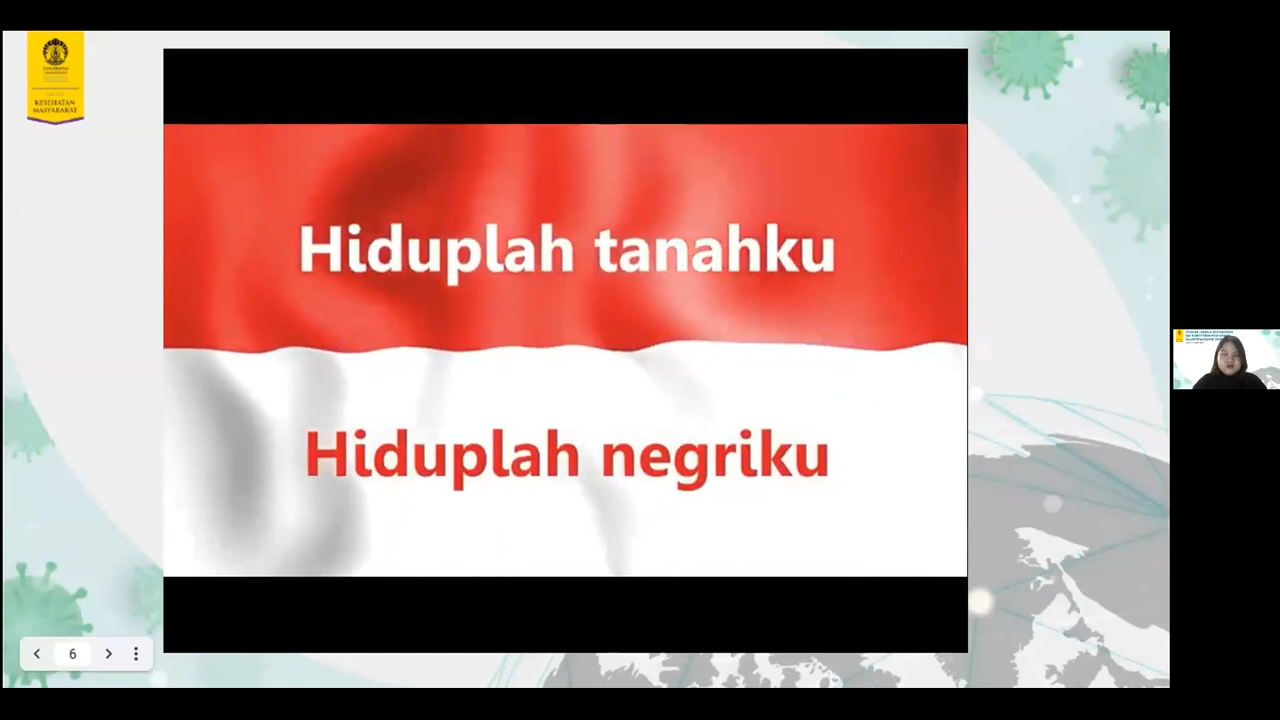 KESEHATAN
MASYARAKAT
Hiduplah tanahku
Hiduplah negriku
6